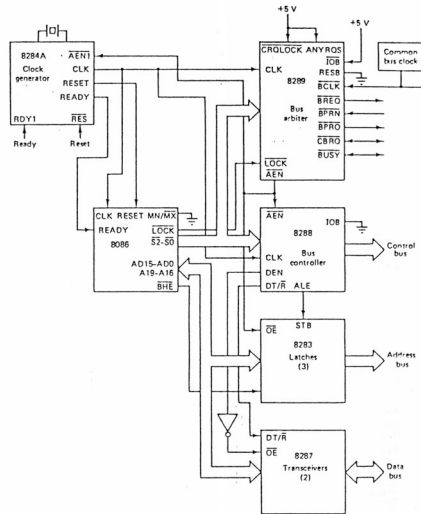 +5 V
+5 V
8284A
Clock
generator
AEN1
CLK
RESET
READY
RDY1
RES
Ready
Reset
CRQLOCK ANYRQS
IOB
CLK
RESB
8289
BCLK
Bus
arbiter
BREQ
BPRN
BPRO
CBRQ
BUSY
LOCK
AEN
Common
bus clock
CLK RESET MN/MX
LOCK
READY
S2-S0
8086
AD15-AD0
A19-A16
BHE
AEN
IOB
8288
Bus
controller
CLK
DEN
DT/R ALE
Control
bus
STB
OE
8283
Latches
(3)
Address
bus
DT/R
OE
8287
Transceivers
(2)
Data
bus